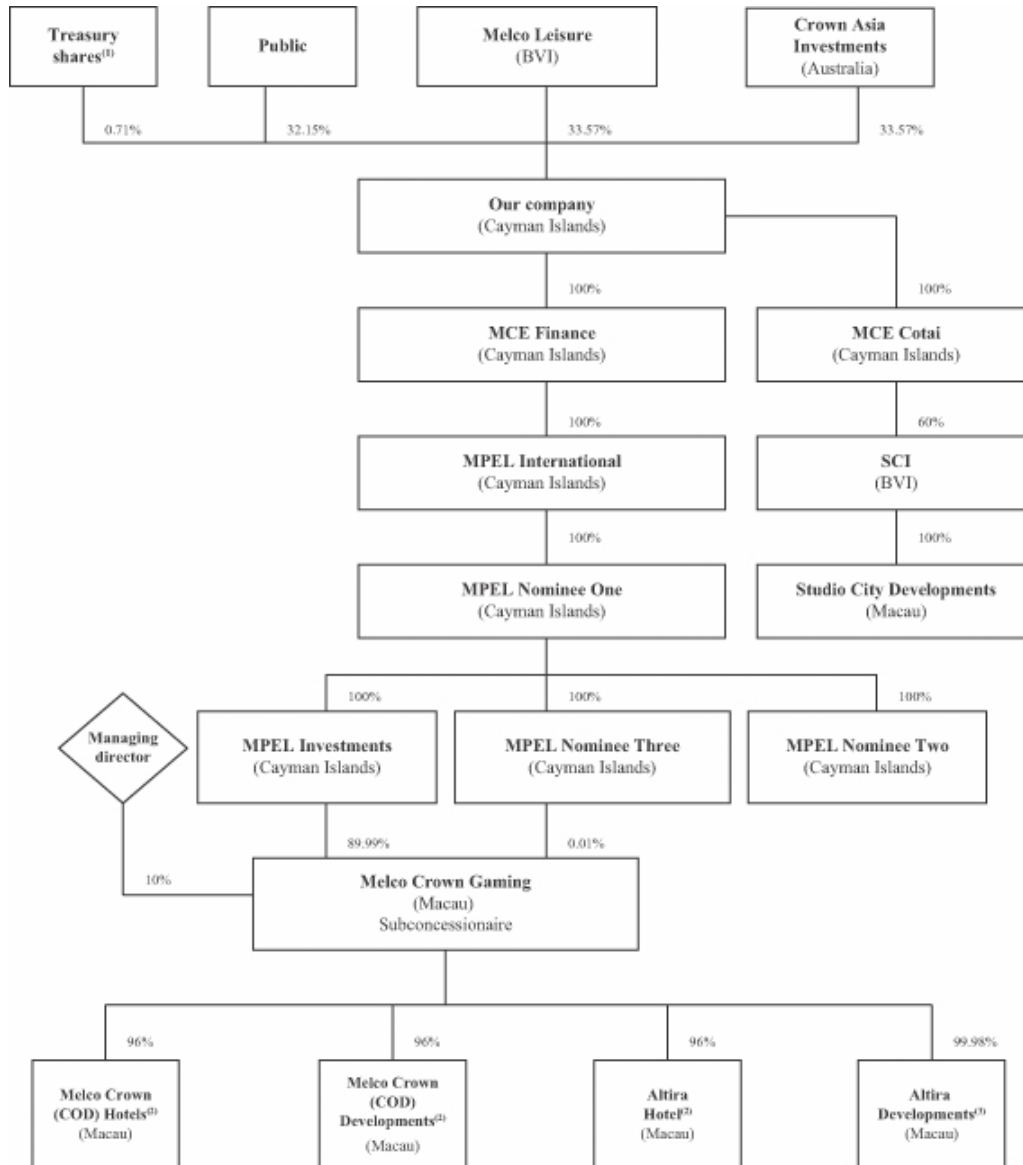 Treasury
shares(1)
Public
Melco Leisure
(BVI)
Crown Asia
Investments
(Australia)
0.71%
32.15%
33.57%
33.57%
Our company
(Cayman Islands)
100%
100%
MCE Finance
(Cayman Islands)
MCE Cotai
(Cayman Islands)
100%
60%
MPEL International
(Cayman Islands)
SCI
(BVI)
100%
100%
MPEL Nominee One
(Cayman Islands)
Studio City Developments
(Macau)
100%
100%
100%
Managing
director
MPEL Investments
(Cayman Islands)
MPEL Nominee Three
(Cayman Islands)
MPEL Nominee Two
(Cayman Islands)
89.99%
0.01%
10%
Melco Crown Gaming
(Macau)
Subconcessionaire
96%
96%
96%
99.98%
Melco Crown
(COD) Hotels(2)
(Macau)
Melco Crown
(COD)
Developments(2)
(Macau)
Altira
Hotel(2)
(Macau)
Altira
Developments(3)
(Macau)